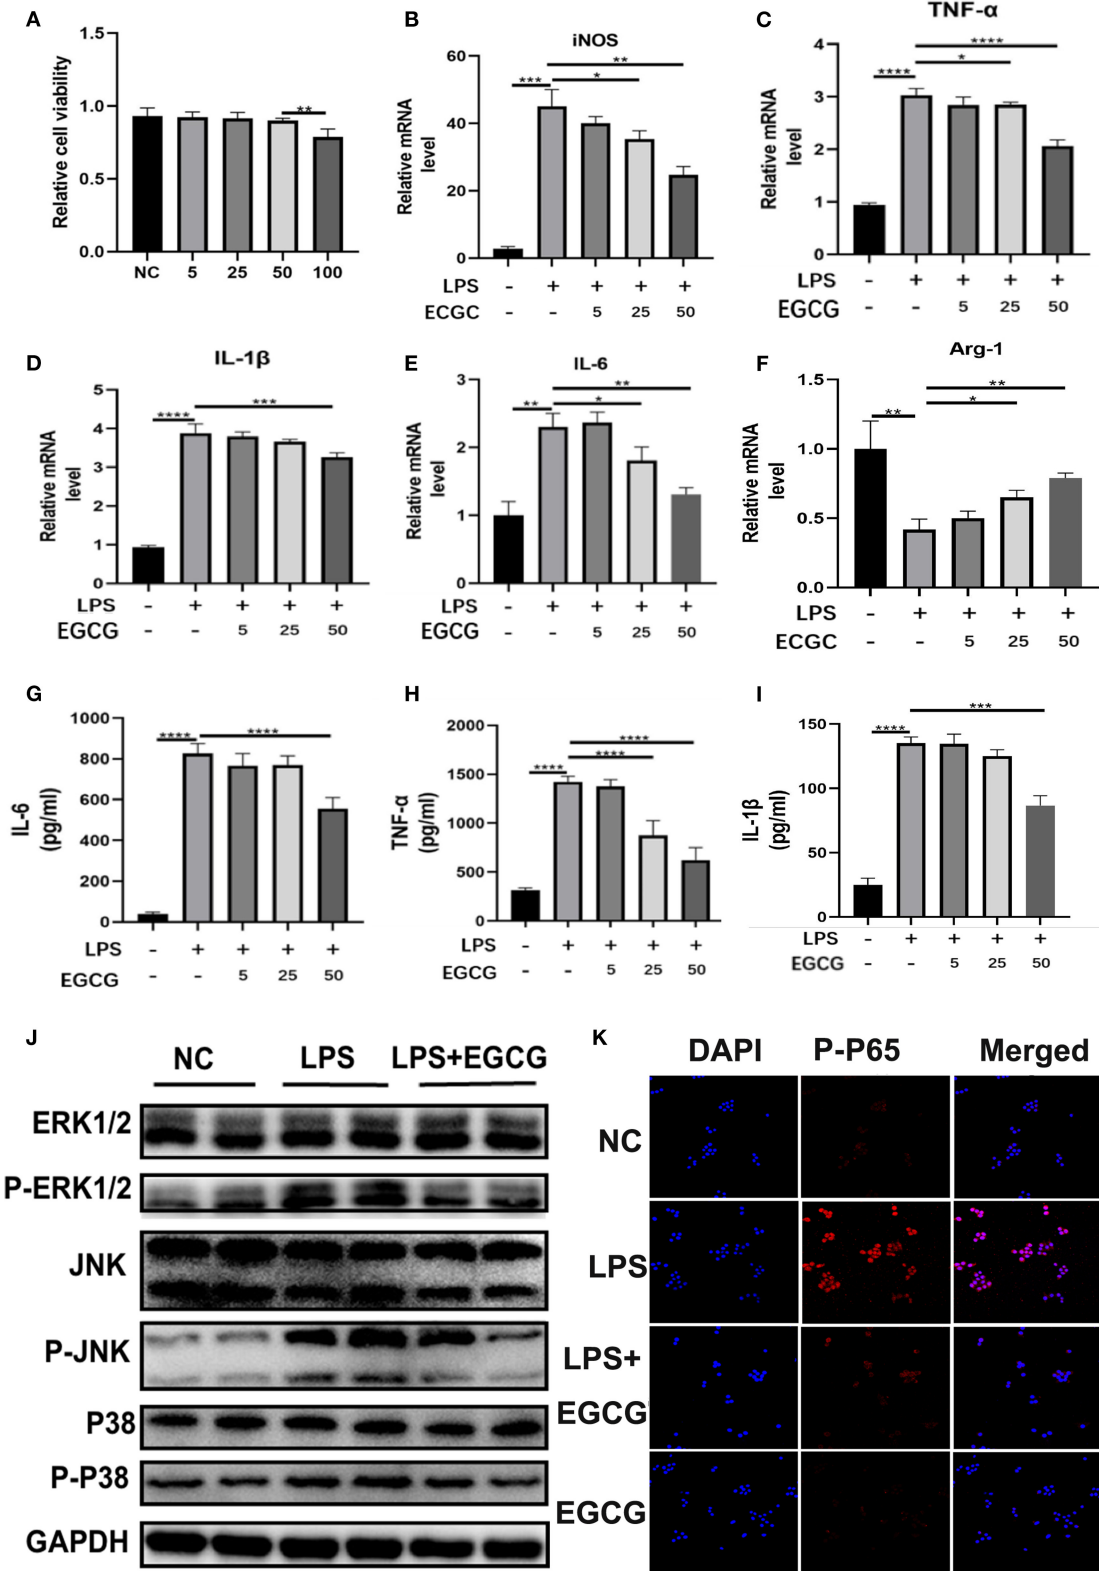 A
Relative cell viability
1.5
1.0
0.5
0.0
**
NC 5 25 50 100
B
iNOS
Relative mRNA
level
60
40
20
0
***
**
*
LPS - + + + +
ECGC - - 5 25 50
C
TNF-α
Relative mRNA
level
4
3
2
1
0
****
****
*
LPS - + + + +
EGCG - - 5 25 50
D
IL-1β
Relative mRNA
level
5
4
3
2
1
0
****
***
LPS - + + + +
EGCG - - 5 25 50
E
IL-6
Relative mRNA
level
3
2
1
0
**
**
*
LPS - + + + +
EGCG - - 5 25 50
F
Arg-1
Relative mRNA
level
1.5
1.0
0.5
0.0
**
**
*
LPS - + + + +
ECGC - - 5 25 50
G
IL-6
(pg/ml)
1000
800
600
400
200
0
****
****
LPS - + + + +
EGCG - - 5 25 50
H
TNF-α
(pg/ml)
2000
1500
1000
500
0
****
****
****
LPS - + + + +
EGCG - - 5 25 50
I
IL-1β
(pg/ml)
150
100
50
0
****
***
LPS - + + + +
EGCG - - 5 25 50
J
NC LPS LPS+EGCG
ERK1/2
P-ERK1/2
JNK
P-JNK
P38
P-P38
GAPDH
K
DAPI P-P65 Merged
NC
LPS
LPS+
EGCG
EGCG